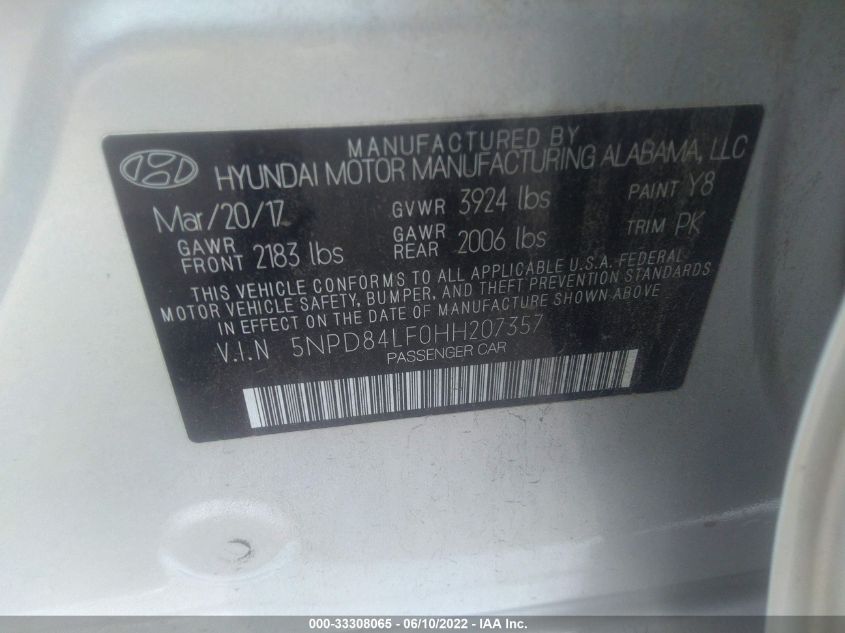 MANUFACTURED BY
HYUNDAI MOTOR MANUFACTURING ALABAMA, LLC
Mar/20/17 GVWR 3924 lbs PAINT Y8
GAWR FRONT 2183 lbs GAWR REAR 2006 lbs TRIM PK
THIS VEHICLE CONFORMS TO ALL APPLICABLE U.S.A. FEDERAL
MOTOR VEHICLE SAFETY, BUMPER, AND THEFT PREVENTION STANDARDS
IN EFFECT ON THE DATE OF MANUFACTURE SHOWN ABOVE
V.I.N 5NPD84LF0HH207357
PASSENGER CAR
000-33308065 - 06/10/2022 - IAA Inc.